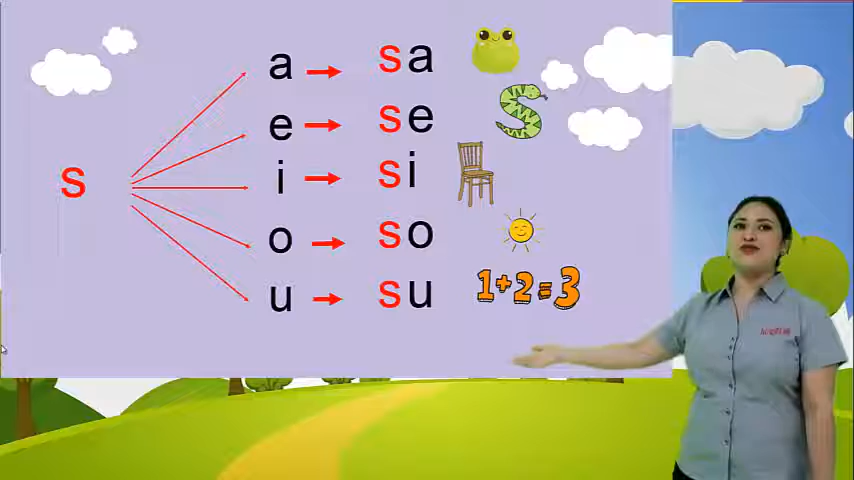 a → sa
e → se
s i → si
o → so
u → su
1+2=3